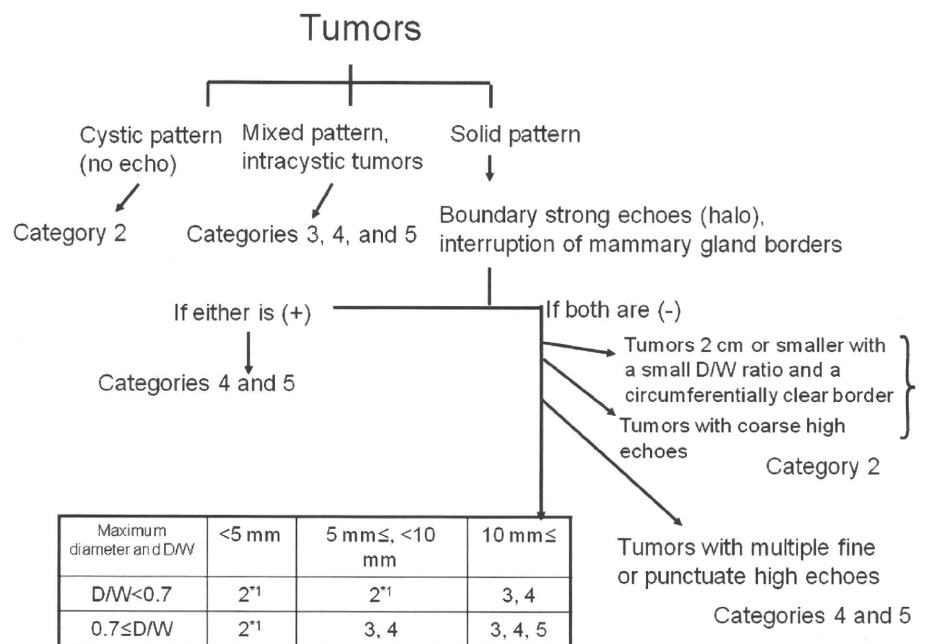 Tumors
Cystic pattern
(no echo)
Mixed pattern,
intracystic tumors
Solid pattern
Category 2
Categories 3, 4, and 5
Boundary strong echoes (halo),
interruption of mammary gland borders
If either is (+)
If both are (-)
Categories 4 and 5
Tumors 2 cm or smaller with
a small D/W ratio and a
circumferentially clear border
Tumors with coarse high
echoes
Category 2
Tumors with multiple fine
or punctuate high echoes
Categories 4 and 5
Maximum
diameter and D/W
<5 mm
5 mm≤, <10
mm
10 mm≤
D/W<0.7
2*1
2*1
3, 4
0.7≤D/W
2*1
3, 4
3, 4, 5